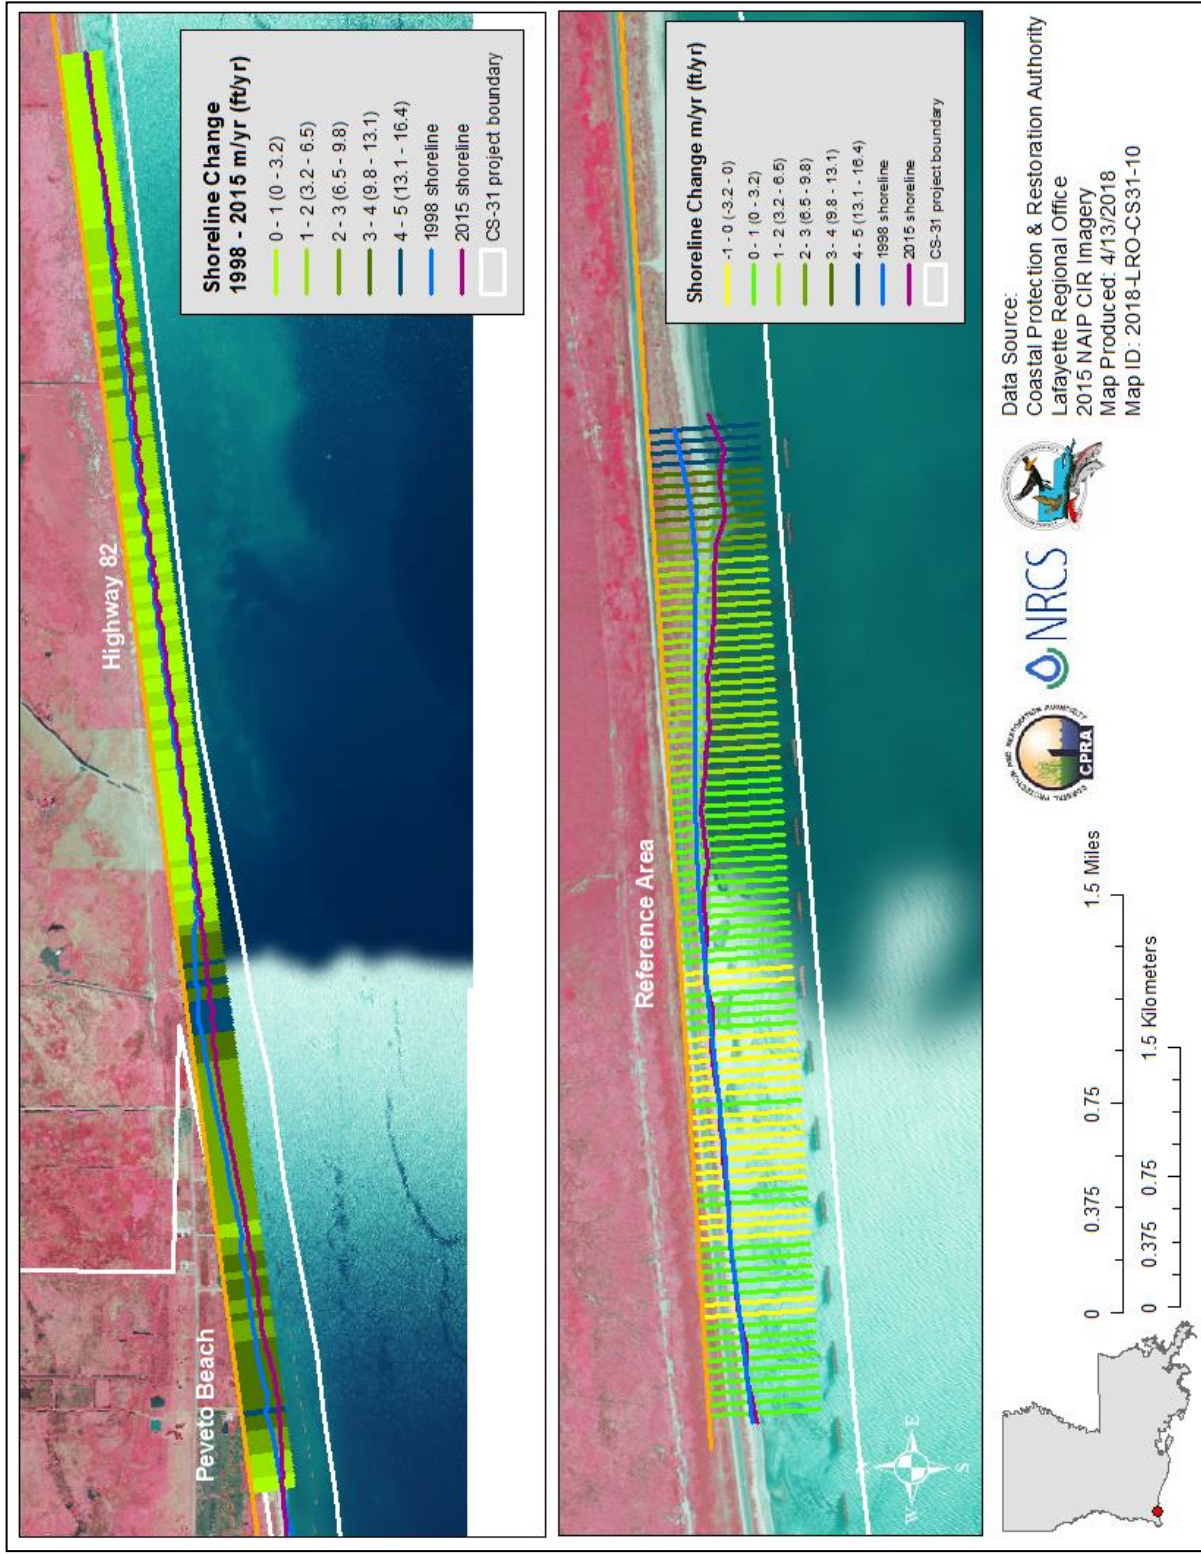 Highway 82
Peveto Beach
Shoreline Change
1998 - 2015 m/yr (ft/yr)
0 - 1 (0 - 3.2)
1 - 2 (3.2 - 6.5)
2 - 3 (6.5 - 9.8)
3 - 4 (9.8 - 13.1)
4 - 5 (13.1 - 16.4)
1998 shoreline
2015 shoreline
CS-31 project boundary
Reference Area
Shoreline Change m/yr (ft/yr)
-1 - 0 (-3.2 - 0)
0 - 1 (0 - 3.2)
1 - 2 (3.2 - 6.5)
2 - 3 (6.5 - 9.8)
3 - 4 (9.8 - 13.1)
4 - 5 (13.1 - 16.4)
1998 shoreline
2015 shoreline
CS-31 project boundary
W E
S
0 0.375 0.75 1.5 Miles
0 0.375 0.75 1.5 Kilometers
COASTAL PROTECTION AND RESTORATION AUTHORITY
CPRA
NRCS
Data Source:
Coastal Protection & Restoration Authority
Lafayette Regional Office
2015 NAIP CIR Imagery
Map Produced: 4/13/2018
Map ID: 2018-LRO-CS31-10